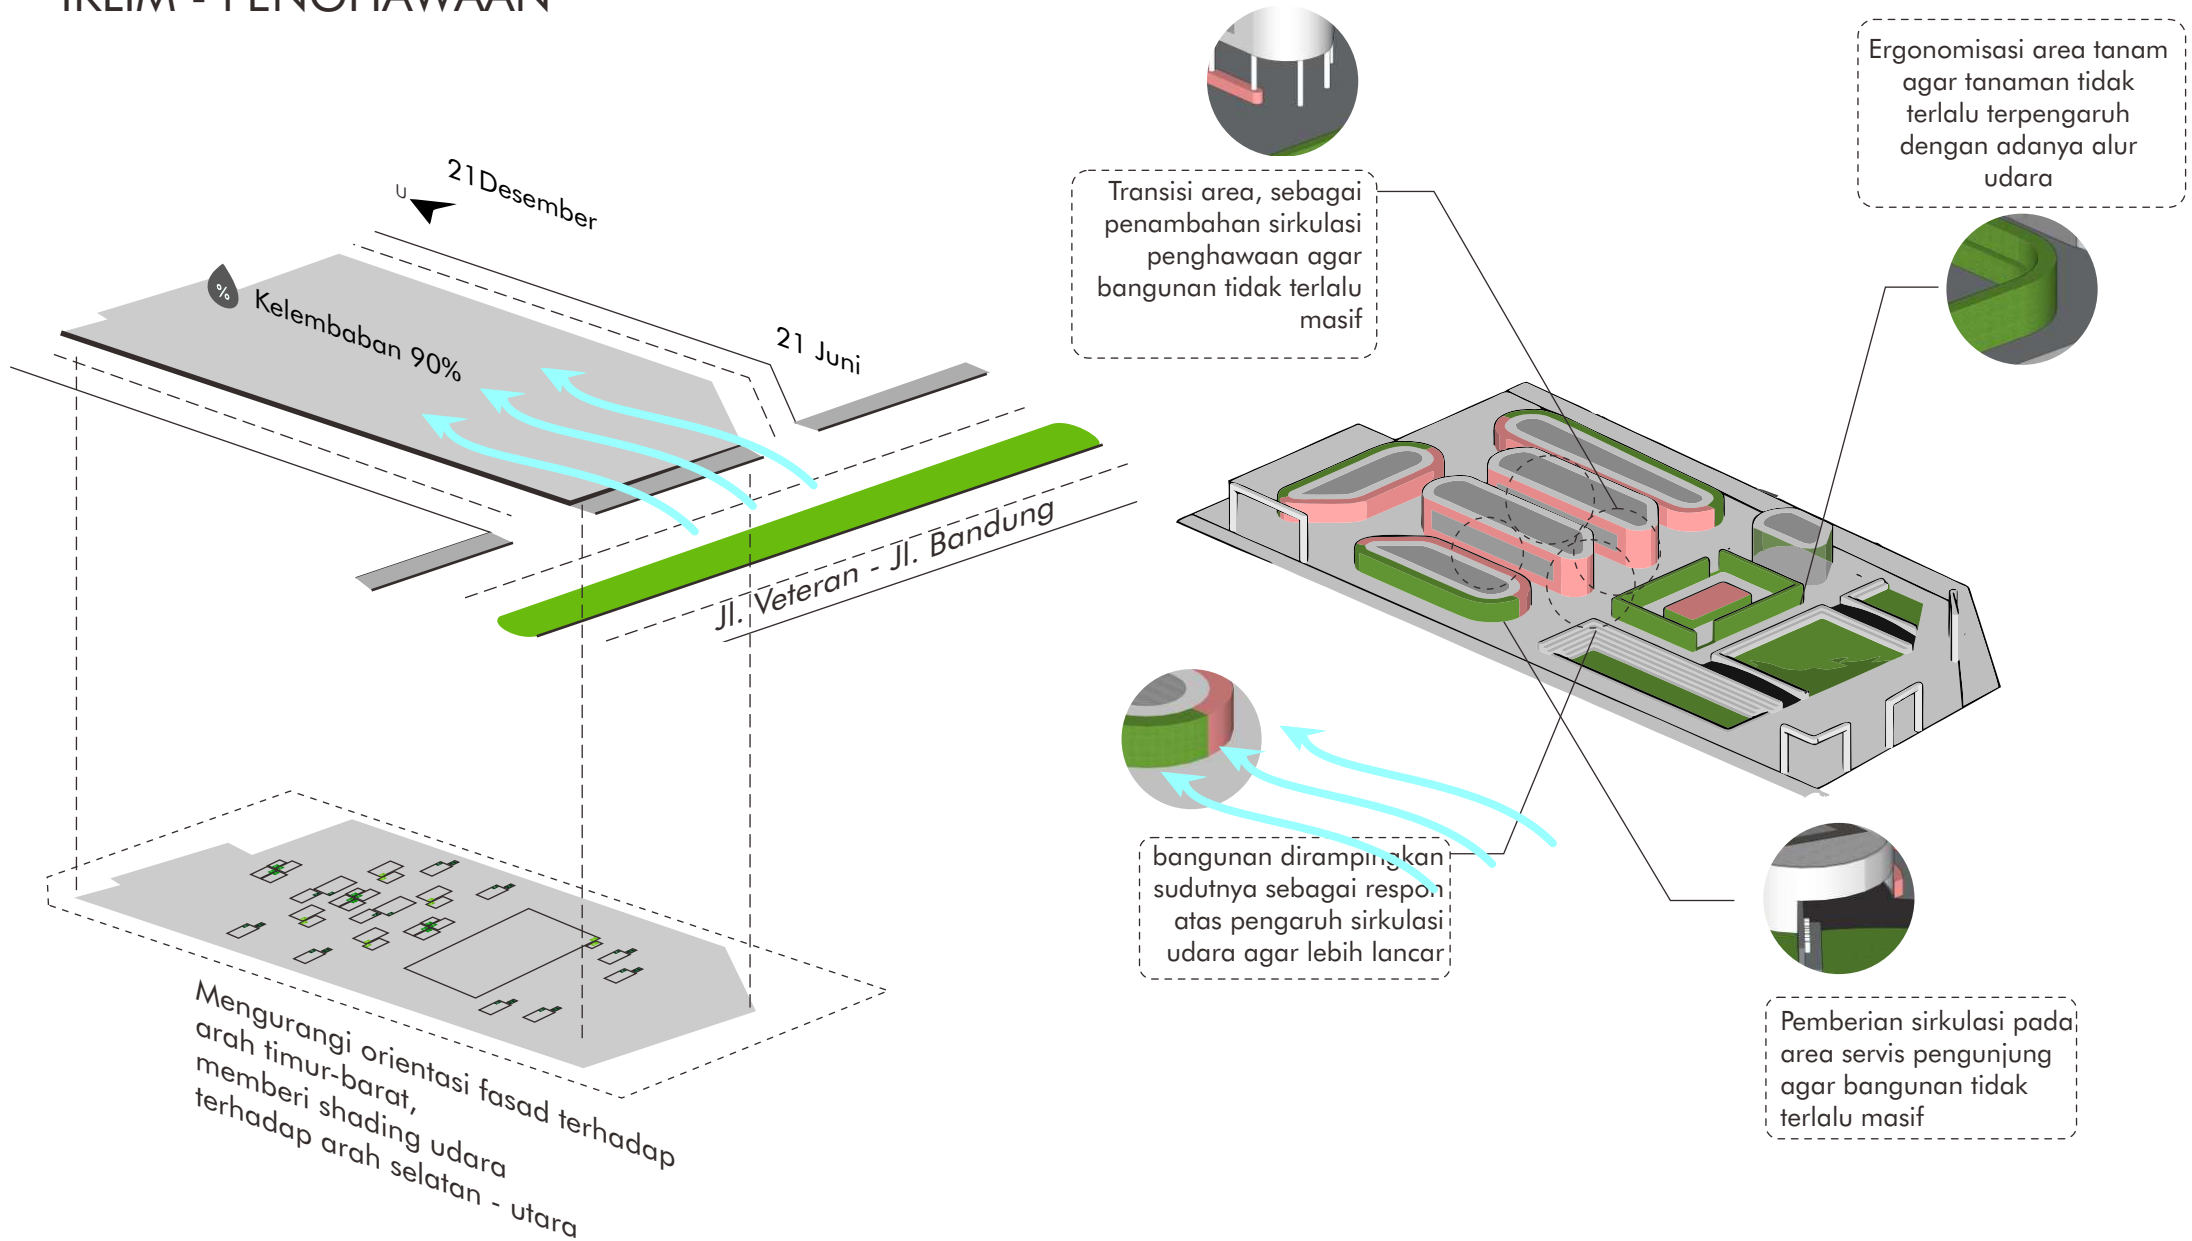 IKLIM - PENGHAWAAN
U
21Desember
% Kelembaban 90%
21 Juni
Jl. Veteran - Jl. Bandung
Mengurangi orientasi fasad terhadap
arah timur-barat,
memberi shading udara
terhadap arah selatan - utara
Transisi area, sebagai
penambahan sirkulasi
penghawaan agar
bangunan tidak terlalu
masif
Ergonomisasi area tanam
agar tanaman tidak
terlalu terpengaruh
dengan adanya alur
udara
bangunan dirampingkan
sudutnya sebagai respon
atas pengaruh sirkulasi
udara agar lebih lancar
Pemberian sirkulasi pada
area servis pengunjung
agar bangunan tidak
terlalu masif